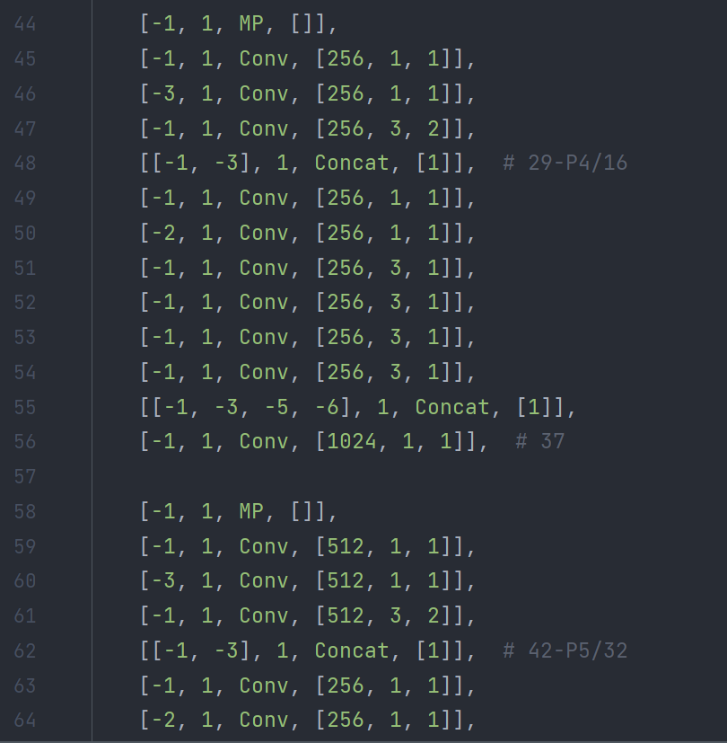 44 [-1, 1, MP, []],
45 [-1, 1, Conv, [256, 1, 1]],
46 [-3, 1, Conv, [256, 1, 1]],
47 [-1, 1, Conv, [256, 3, 2]],
48 [[-1, -3], 1, Concat, [1]],  # 29-P4/16
49 [-1, 1, Conv, [256, 1, 1]],
50 [-2, 1, Conv, [256, 1, 1]],
51 [-1, 1, Conv, [256, 3, 1]],
52 [-1, 1, Conv, [256, 3, 1]],
53 [-1, 1, Conv, [256, 3, 1]],
54 [-1, 1, Conv, [256, 3, 1]],
55 [[-1, -3, -5, -6], 1, Concat, [1]],
56 [-1, 1, Conv, [1024, 1, 1]],  # 37
57
58 [-1, 1, MP, []],
59 [-1, 1, Conv, [512, 1, 1]],
60 [-3, 1, Conv, [512, 1, 1]],
61 [-1, 1, Conv, [512, 3, 2]],
62 [[-1, -3], 1, Concat, [1]],  # 42-P5/32
63 [-1, 1, Conv, [256, 1, 1]],
64 [-2, 1, Conv, [256, 1, 1]],